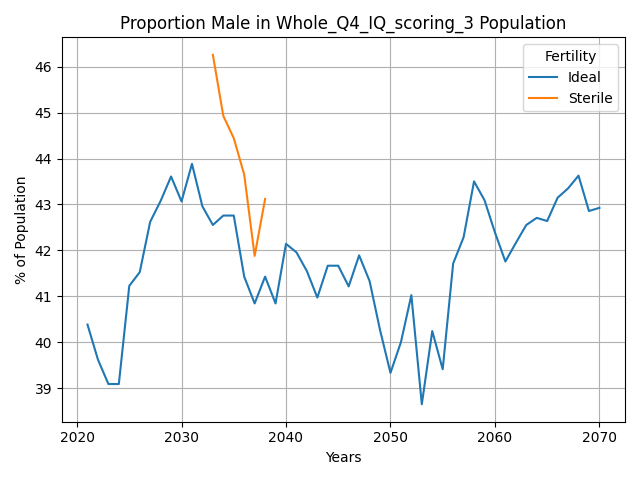 Proportion Male in Whole_Q4_IQ_scoring_3 Population
Fertility
Ideal
Sterile
% of Population
46
45
44
43
42
41
40
39
2020
2030
2040
2050
2060
2070
Years